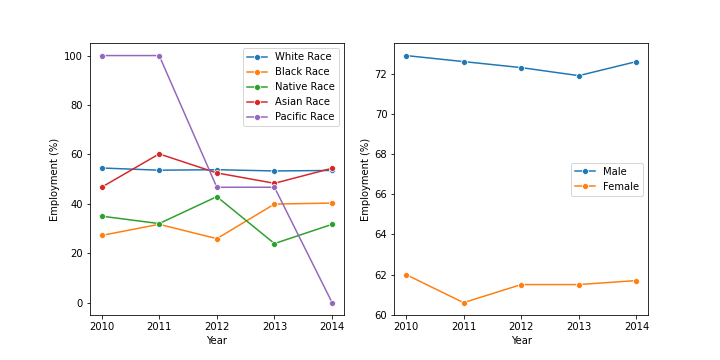 100
80
60
40
20
0
Employment (%)
2010 2011 2012 2013 2014
Year
White Race
Black Race
Native Race
Asian Race
Pacific Race
72
70
68
66
64
62
60
Employment (%)
2010 2011 2012 2013 2014
Year
Male
Female